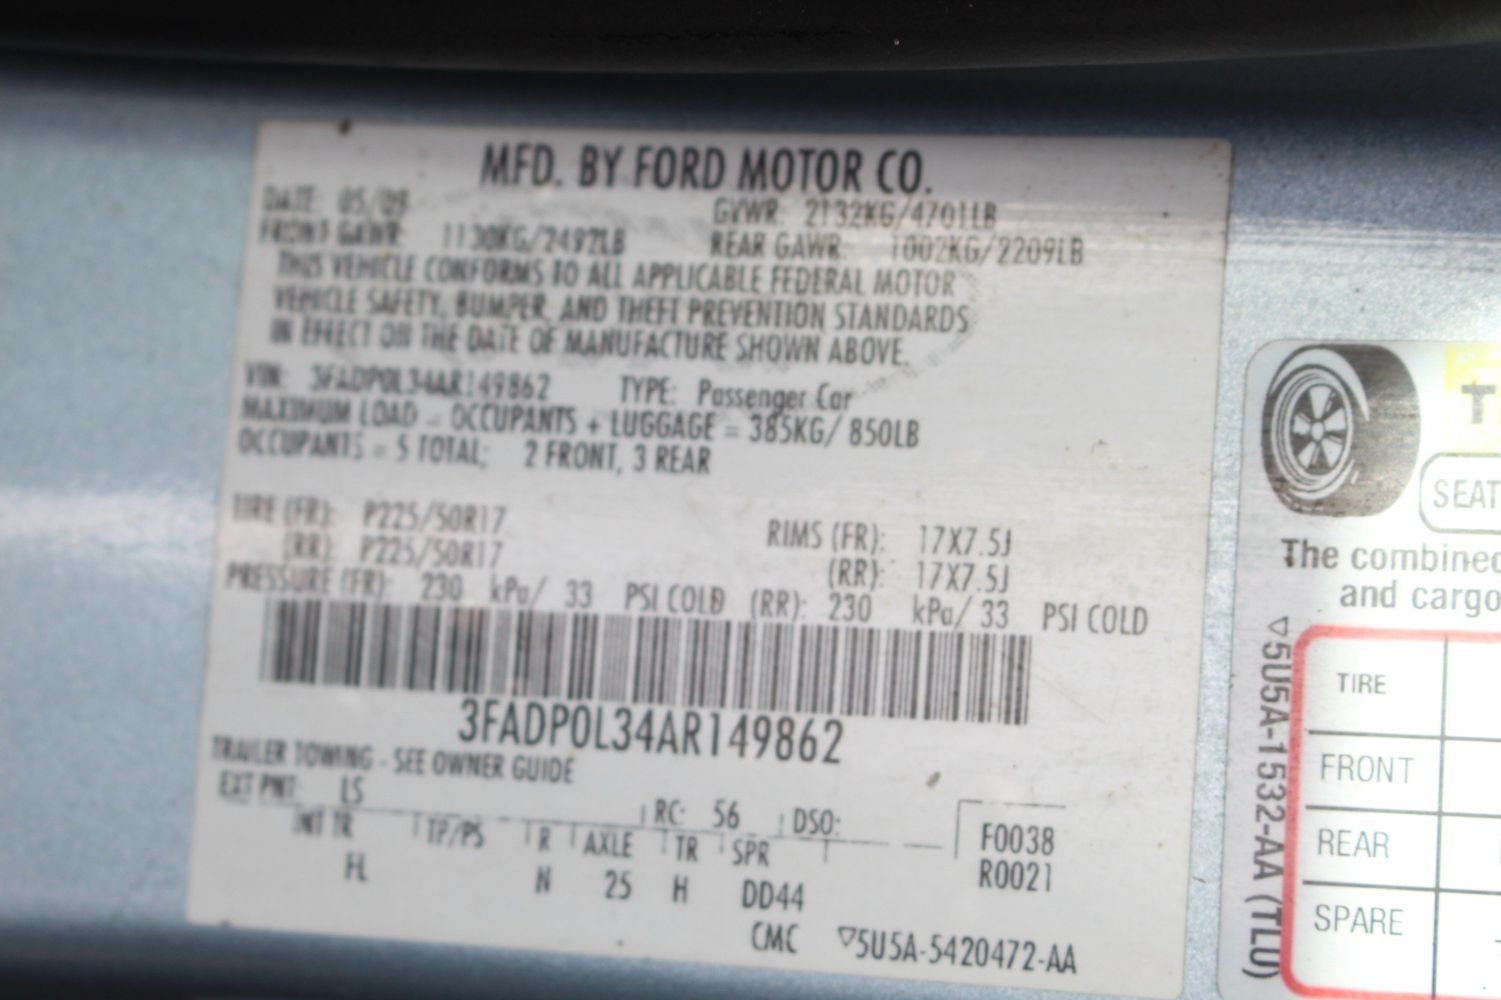 MFD. BY FORD MOTOR CO.
DATE: 05/09 GVWR: 2132KG/4701LB
FRONT GAWR: 1130KG/2492LB REAR GAWR: 1002KG/2209LB
THIS VEHICLE CONFORMS TO ALL APPLICABLE FEDERAL MOTOR
VEHICLE SAFETY, BUMPER, AND THEFT PREVENTION STANDARDS
IN EFFECT ON THE DATE OF MANUFACTURE SHOWN ABOVE.
VIN: 3FADP0L34AR149862 TYPE: Passenger Car
MAXIMUM LOAD = OCCUPANTS + LUGGAGE = 385KG/ 850LB
OCCUPANTS = 5 TOTAL; 2 FRONT, 3 REAR
TIRE (FR): P225/50R17 RIMS (FR): 17X7.5J
(RR): P225/50R17 (RR): 17X7.5J
PRESSURE (FR): 230 kPa/ 33 PSI COLD (RR): 230 kPa/ 33 PSI COLD
3FADP0L34AR149862
TRAILER TOWING - SEE OWNER GUIDE
EXT PNT: LS RC: 56 DSO:
INT TR TP/PS R AXLE TR SPR F0038
FL N 25 H DD44 R0021
CMC ▽5U5A-5420472-AA
T
SEAT
The combined
and cargo
▽5U5A-1532-AA (TLU)
TIRE
FRONT
REAR
SPARE